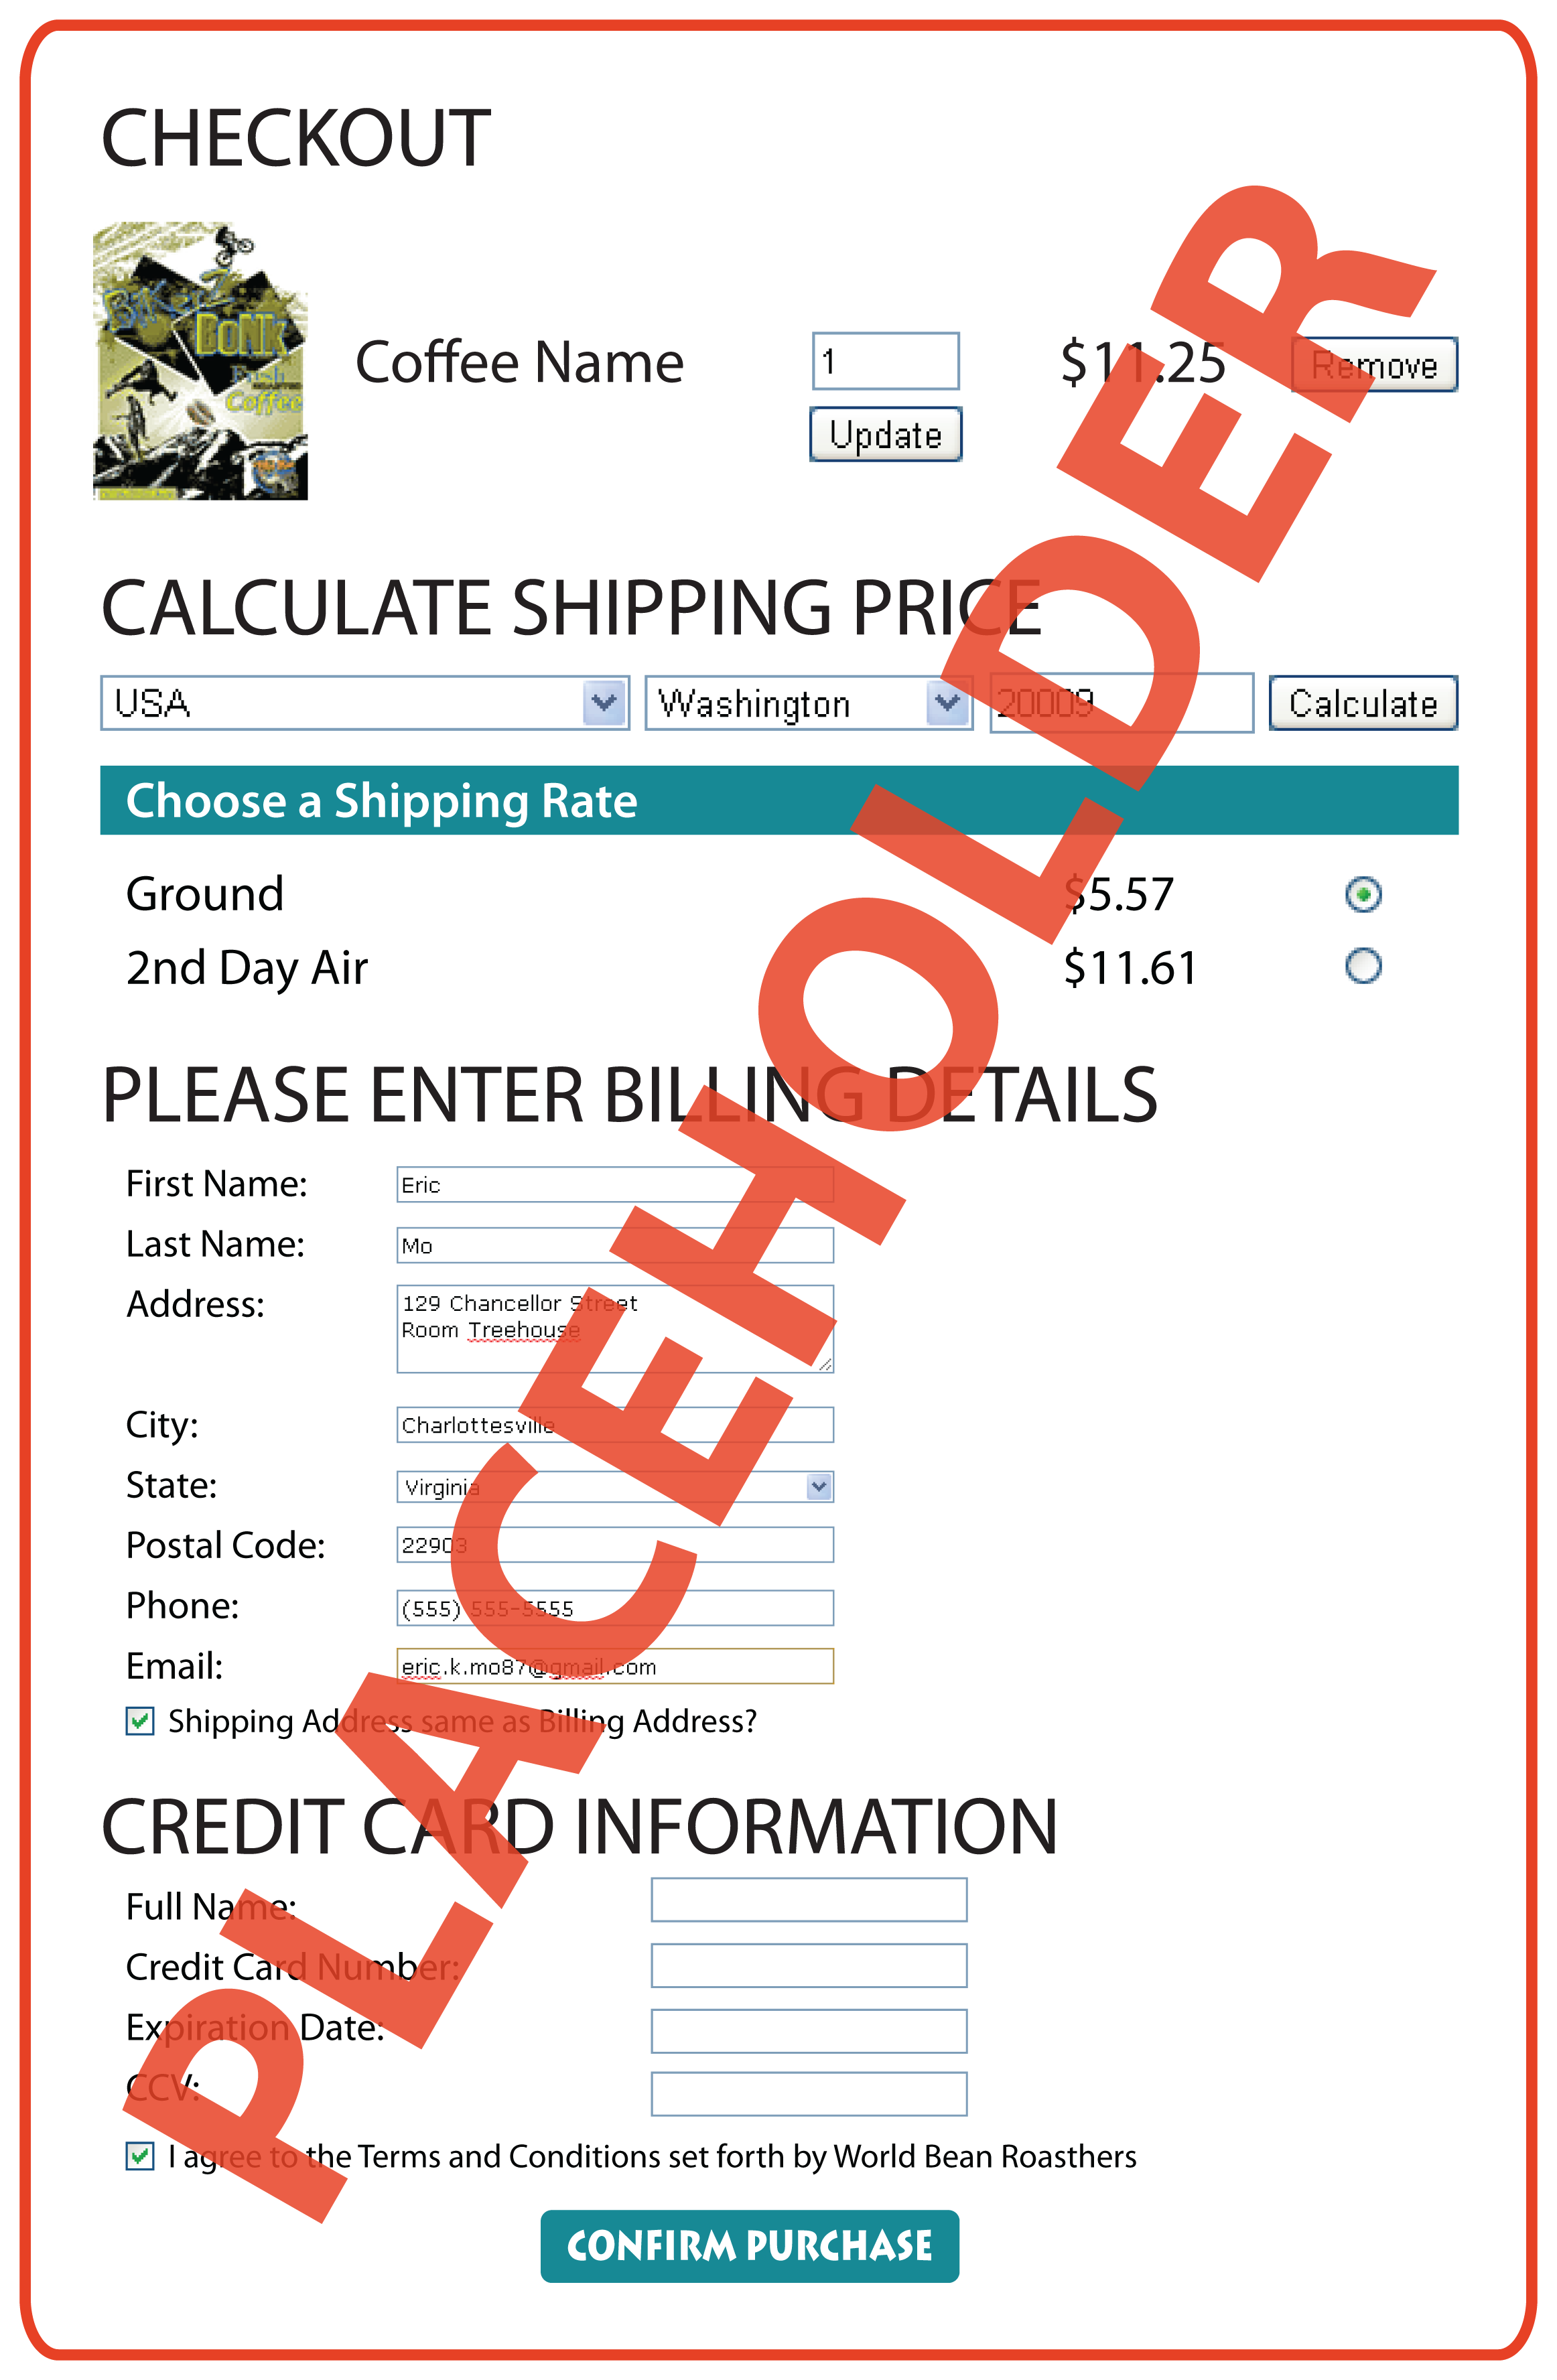 CHECKOUT
BikerZ
BoNk
Fresh
Coffee
Coffee Name
1
$11.25
Remove
Update
CALCULATE SHIPPING PRICE
USA
Washington
20009
Calculate
Choose a Shipping Rate
Ground
$5.57
2nd Day Air
$11.61
PLEASE ENTER BILLING DETAILS
First Name:
Eric
Last Name:
Mo
Address:
129 Chancellor Street
Room Treehouse
City:
Charlottesville
State:
Virginia
Postal Code:
22903
Phone:
(555) 555-5555
Email:
eric.k.mo87@gmail.com
Shipping Address same as Billing Address?
CREDIT CARD INFORMATION
Full Name:
Credit Card Number:
Expiration Date:
CCV:
I agree to the Terms and Conditions set forth by World Bean Roasthers
CONFIRM PURCHASE
PLACEHOLDER